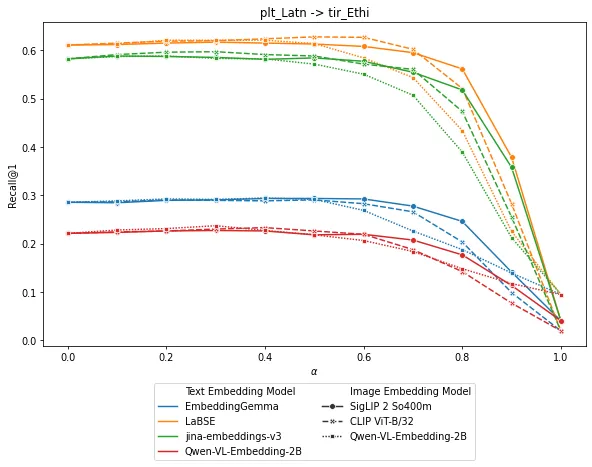 plt_Latn -> tir_Ethi
Recall@1
0.6
0.5
0.4
0.3
0.2
0.1
0.0
0.0 0.2 0.4 0.6 0.8 1.0
α
Text Embedding Model Image Embedding Model
EmbeddingGemma SigLIP 2 So400m
LaBSE CLIP ViT-B/32
jina-embeddings-v3 Qwen-VL-Embedding-2B
Qwen-VL-Embedding-2B